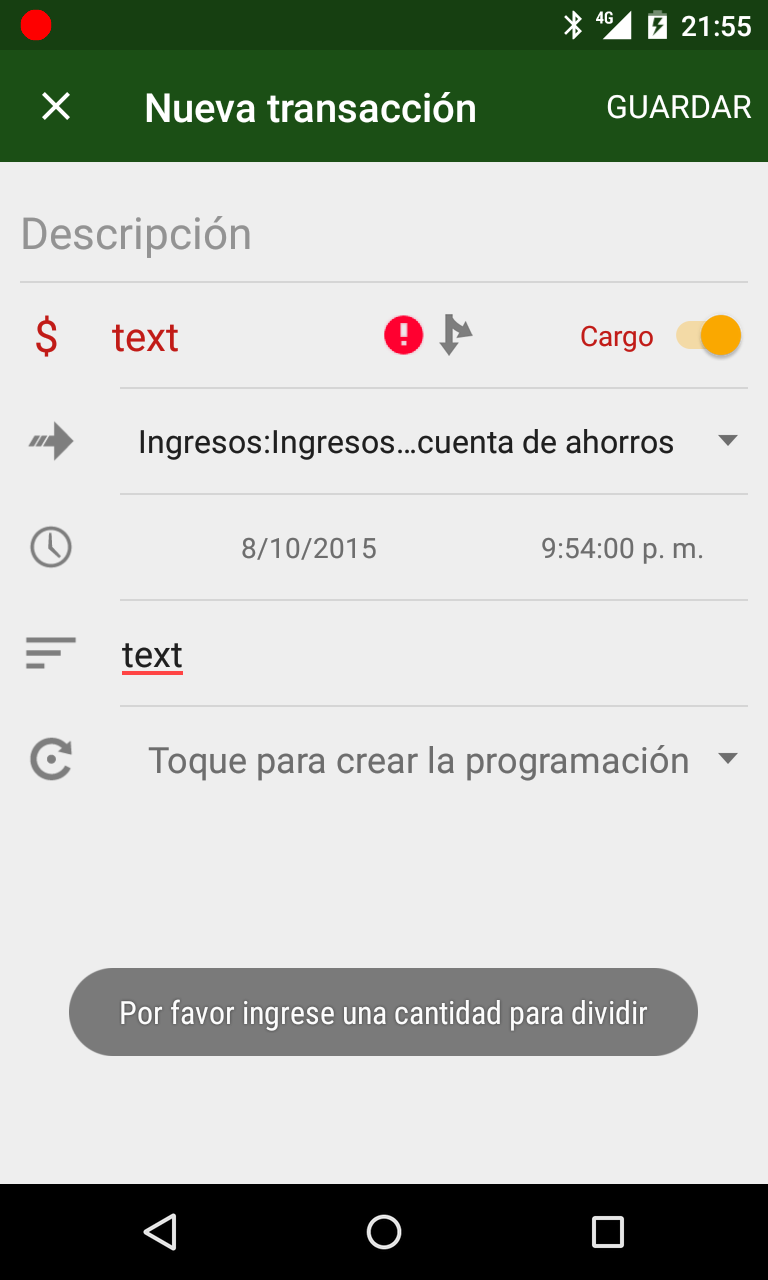 4G 21:55
Nueva transacción GUARDAR
Descripción
$ text ! Cargo
Ingresos:Ingresos…cuenta de ahorros
8/10/2015 9:54:00 p. m.
text
Toque para crear la programación
Por favor ingrese una cantidad para dividir